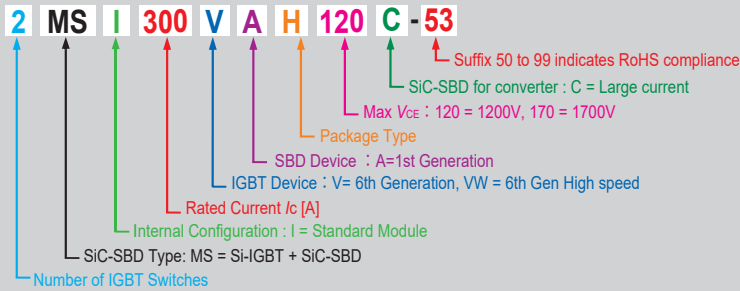 2 MS I 300 V A H 120 C - 53
Suffix 50 to 99 indicates RoHS compliance
SiC-SBD for converter : C = Large current
Max VCE : 120 = 1200V, 170 = 1700V
Package Type
SBD Device : A=1st Generation
IGBT Device : V= 6th Generation, VW = 6th Gen High speed
Rated Current Ic [A]
Internal Configuration : I = Standard Module
SiC-SBD Type: MS = Si-IGBT + SiC-SBD
Number of IGBT Switches